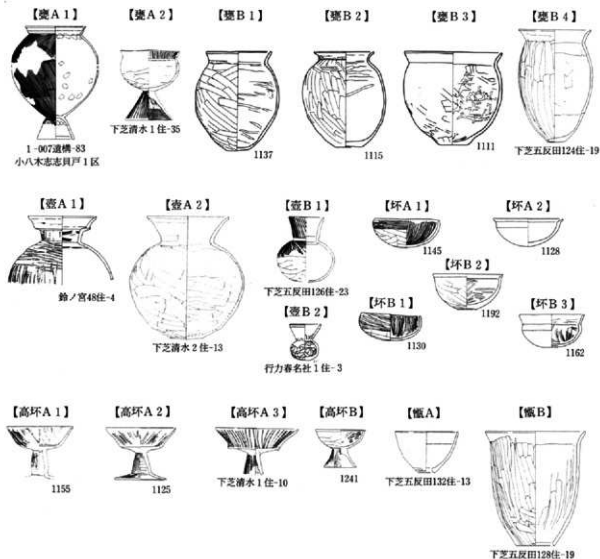 【甕A1】 【甕A2】 【甕B1】 【甕B2】 【甕B3】 【甕B4】
1-007遺構-83
小八木志志貝戸1区
下芝清水1住-35
1137
1115
1111
下芝五反田124住-19
【壺A1】 【壺A2】 【壺B1】 【坏A1】 【坏A2】
1145
1128
鈴ノ宮48住-4
下芝清水2住-13
下芝五反田126住-23
【坏B2】
1192
【壺B2】
行力春名社1住-3
【坏B1】
1130
【坏B3】
1162
【高坏A1】 【高坏A2】 【高坏A3】 【高坏B】 【甑A】 【甑B】
1155
1125
下芝清水1住-10
1241
下芝五反田132住-13
下芝五反田128住-19